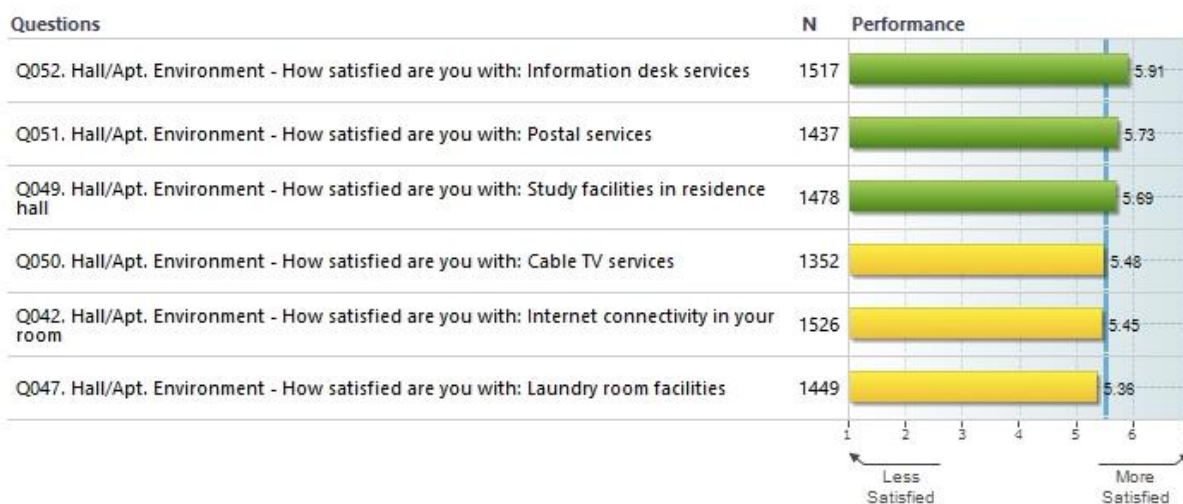 Questions N Performance
Q052. Hall/Apt. Environment - How satisfied are you with: Information desk services 1517 5.91
Q051. Hall/Apt. Environment - How satisfied are you with: Postal services 1437 5.73
Q049. Hall/Apt. Environment - How satisfied are you with: Study facilities in residence
hall 1478 5.69
Q050. Hall/Apt. Environment - How satisfied are you with: Cable TV services 1352 5.48
Q042. Hall/Apt. Environment - How satisfied are you with: Internet connectivity in your
room 1526 5.45
Q047. Hall/Apt. Environment - How satisfied are you with: Laundry room facilities 1449
1 2 3 4 5 6
Less More
Satisfied Satisfied